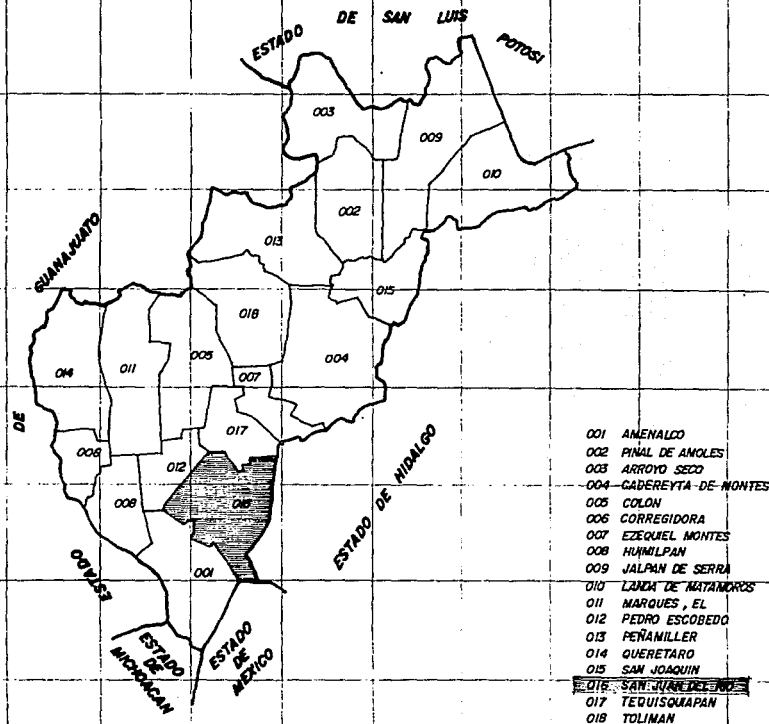 DE SAN LUIS POTOSI
ESTADO
003
009
010
002
013
GUANAJUATO
015
018
004
005
014
011
007
017
DE
006
012
016
008
ESTADO DE HIDALGO
ESTADO
001
ESTADO
DE
MICHOACAN
ESTADO
DE
MEXICO
001 AMENALCO
002 PINAL DE AMOLES
003 ARROYO SECO
004 CADEREYTA DE MONTES
005 COLON
006 CORREGIDORA
007 EZEQUIEL MONTES
008 HUMILPAN
009 JALPAN DE SERRA
010 LANDA DE MATAMOROS
011 MARQUES, EL
012 PEDRO ESCOBEDO
013 PEÑAMILLER
014 QUERETARO
015 SAN JOAQUIN
016 SAN JUAN DEL RIO
017 TEQUISQUIAPAN
018 TOLIMAN